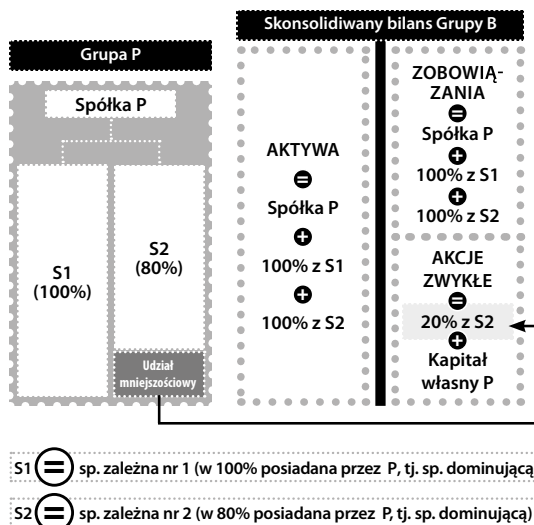 Grupa P
Spółka P
S1
(100%)
S2
(80%)
Udział
mniejszościowy
Skonsolidiwany bilans Grupy B
AKTYWA
=
Spółka P
+
100% z S1
+
100% z S2
ZOBOWIĄ-
ZANIA
=
Spółka P
+
100% z S1
+
100% z S2
AKCJE
ZWYKŁE
=
20% z S2
+
Kapitał
własny P
S1 = sp. zależna nr 1 (w 100% posiadana przez P, tj. sp. dominującą
S2 = sp. zależna nr 2 (w 80% posiadana przez P, tj. sp. dominującą)